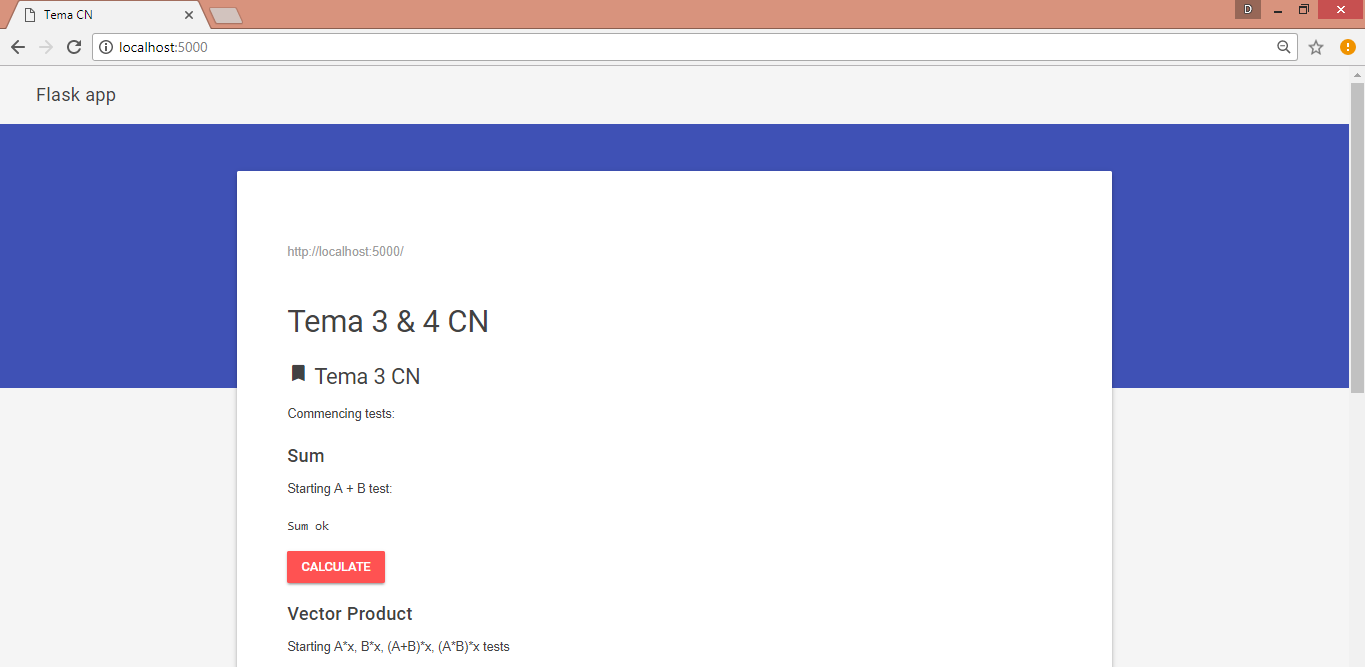 Tema CN
D
localhost:5000
Flask app
http://localhost:5000/
Tema 3 & 4 CN
Tema 3 CN
Commencing tests:
Sum
Starting A + B test:
Sum ok
CALCULATE
Vector Product
Starting A*x, B*x, (A+B)*x, (A*B)*x tests